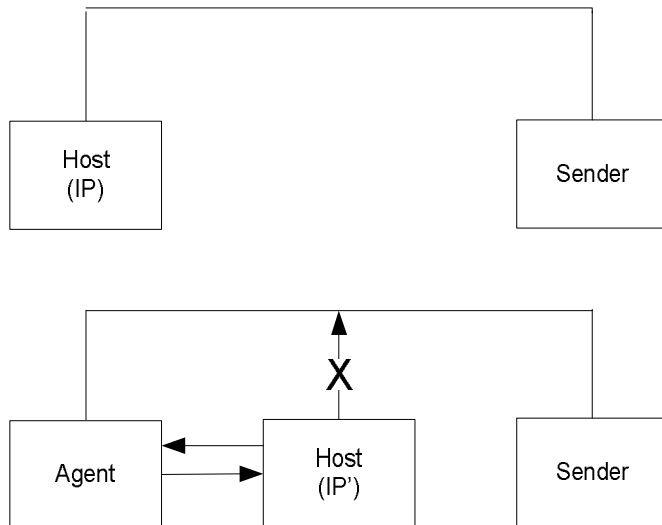 Host
(IP)
Sender
X
Agent
Host
(IP')
Sender